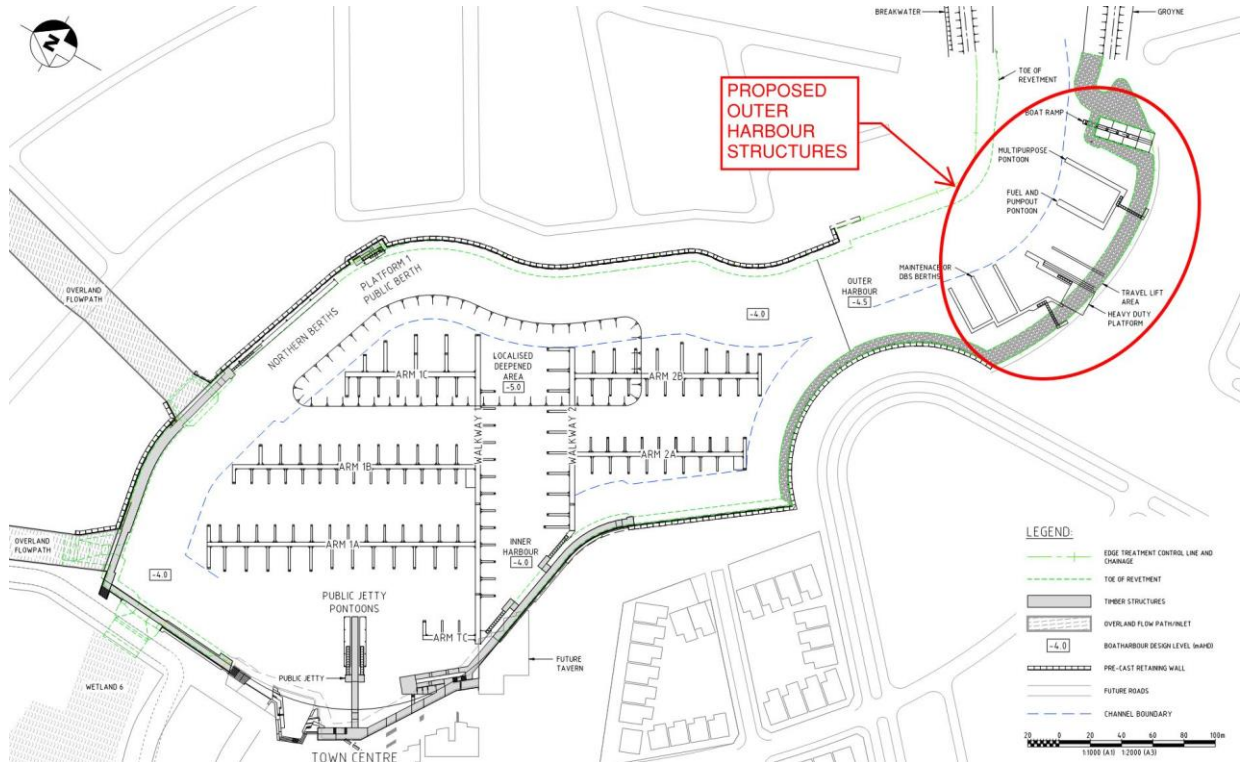 N
BREAKWATER
GROYNE
TOE OF
REVETMENT
PROPOSED
OUTER
HARBOUR
STRUCTURES
BOAT RAMP
MULTIPURPOSE
PONTOON
FUEL AND
PUMPOUT
PONTOON
OVERLAND
FLOWPATH
PLATFORM 1
PUBLIC BERTH
NORTHERN BERTHS
MAINTENACE OR
DBS BERTHS
OUTER
HARBOUR
-4.5
TRAVEL LIFT
AREA
HEAVY DUTY
PLATFORM
-4.0
LOCALISED
DEEPENED
AREA
-5.0
ARM 1C
ARM 2B
WALKWAY 1
WALKWAY 2
ARM 1B
ARM 2A
ARM 1A
INNER
HARBOUR
-4.0
OVERLAND
FLOWPATH
-4.0
PUBLIC JETTY
PONTOONS
ARM TC
FUTURE
TAVERN
PUBLIC JETTY
WETLAND 6
TOWN CENTRE
LEGEND:
EDGE TREATMENT CONTROL LINE AND
CHAINAGE
TOE OF REVETMENT
TIMBER STRUCTURES
OVERLAND FLOW PATH/INLET
-4.0
BOATHARBOUR DESIGN LEVEL (mAHD)
PRE-CAST RETAINING WALL
FUTURE ROADS
CHANNEL BOUNDARY
20 0 20 40 60 80 100m
1:1000 (A1) 1:2000 (A3)